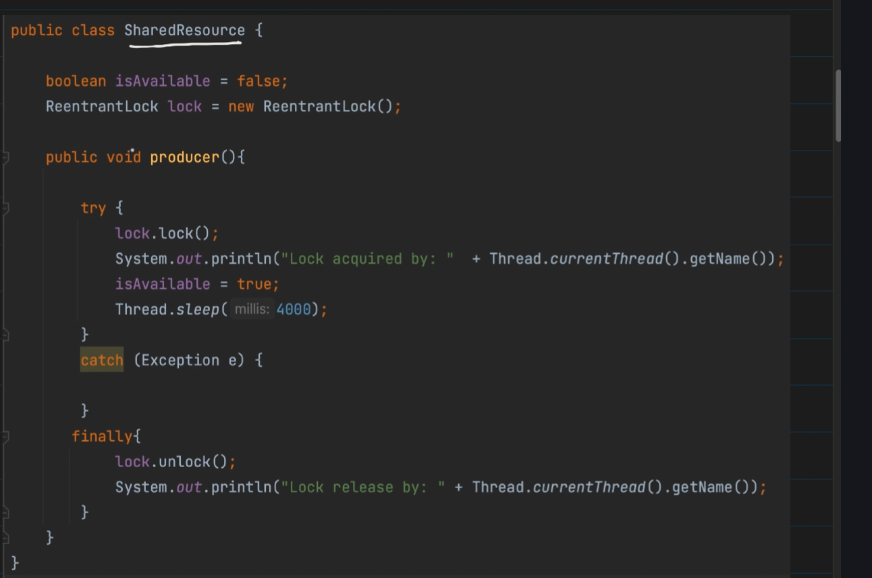 public class SharedResource {
boolean isAvailable = false;
ReentrantLock lock = new ReentrantLock();
public void producer(){
try {
lock.lock();
System.out.println("Lock acquired by: "  + Thread.currentThread().getName());
isAvailable = true;
Thread.sleep( millis: 4000);
}
catch (Exception e) {
}
finally{
lock.unlock();
System.out.println("Lock release by: " + Thread.currentThread().getName());
}
}
}